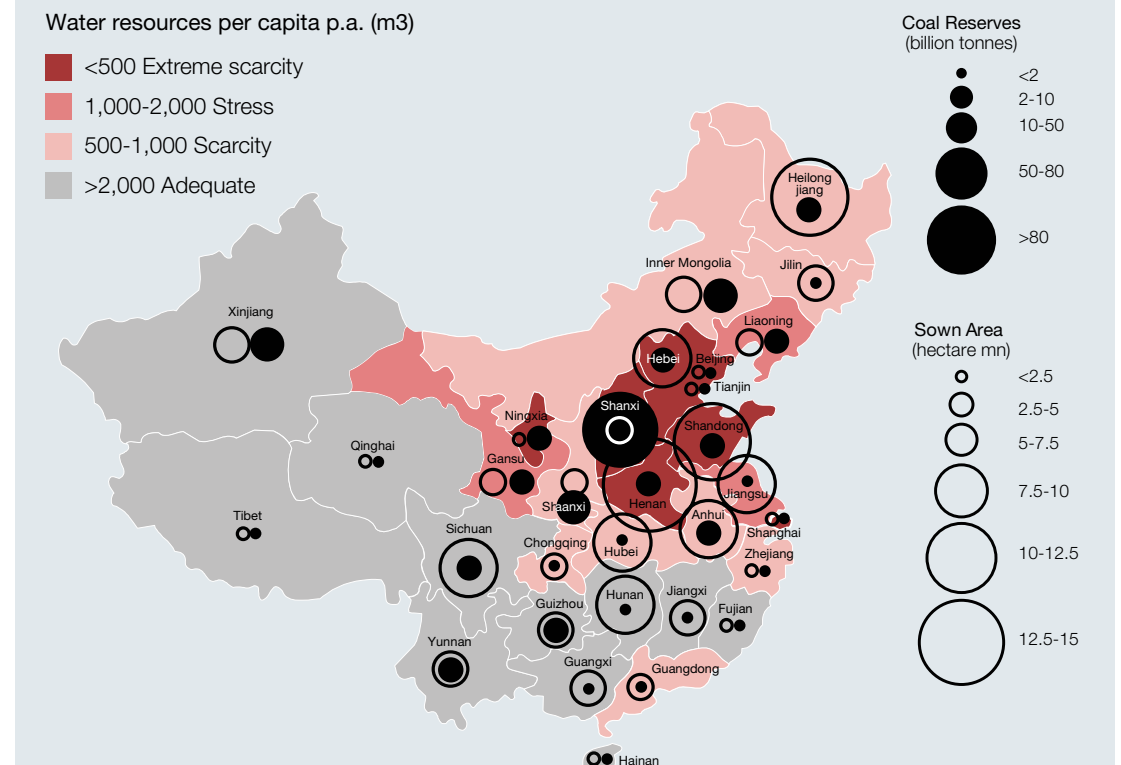 Water resources per capita p.a. (m3)
<500 Extreme scarcity
1,000-2,000 Stress
500-1,000 Scarcity
>2,000 Adequate
Coal Reserves
(billion tonnes)
<2
2-10
10-50
50-80
>80
Sown Area
(hectare mn)
<2.5
2.5-5
5-7.5
7.5-10
10-12.5
12.5-15
Heilong
jiang
Inner Mongolia
Jilin
Xinjiang
Liaoning
Hebei
Beijing
Tianjin
Shanxi
Ningxia
Shandong
Qinghai
Gansu
Jiangsu
Henan
Shaanxi
Tibet
Sichuan
Anhui
Shanghai
Chongqing
Hubei
Zhejiang
Hunan
Jiangxi
Guizhou
Fujian
Yunnan
Guangxi
Guangdong
Hainan